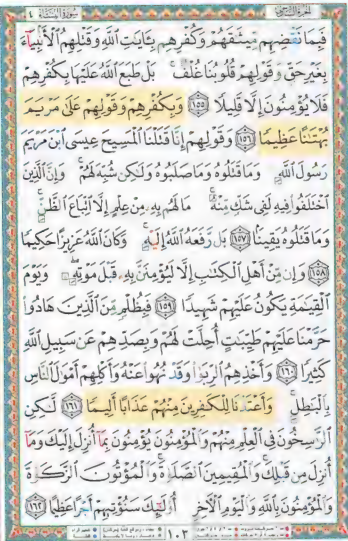 الجزء السادس سورة النساء ٤
فَبِمَا نَقْضِهِم مِّيثَٰقَهُمْ وَكُفْرِهِم بِـَٔايَٰتِ ٱللَّهِ وَقَتْلِهِمُ ٱلْأَنۢبِيَآءَ
بِغَيْرِ حَقٍّ وَقَوْلِهِمْ قُلُوبُنَا غُلْفٌۢ بَلْ طَبَعَ ٱللَّهُ عَلَيْهَا بِكُفْرِهِمْ
فَلَا يُؤْمِنُونَ إِلَّا قَلِيلًا ١٥٥ وَبِكُفْرِهِمْ وَقَوْلِهِمْ عَلَىٰ مَرْيَمَ
بُهْتَٰنًا عَظِيمًا ١٥٦ وَقَوْلِهِمْ إِنَّا قَتَلْنَا ٱلْمَسِيحَ عِيسَى ٱبْنَ مَرْيَمَ
رَسُولَ ٱللَّهِ وَمَا قَتَلُوهُ وَمَا صَلَبُوهُ وَلَٰكِن شُبِّهَ لَهُمْ ۚ وَإِنَّ ٱلَّذِينَ
ٱخْتَلَفُوا۟ فِيهِ لَفِى شَكٍّ مِّنْهُ ۚ مَا لَهُم بِهِۦ مِنْ عِلْمٍ إِلَّا ٱتِّبَاعَ ٱلظَّنِّ ۚ
وَمَا قَتَلُوهُ يَقِينًۢا ١٥٧ بَل رَّفَعَهُ ٱللَّهُ إِلَيْهِ ۚ وَكَانَ ٱللَّهُ عَزِيزًا حَكِيمًا
١٥٨ وَإِن مِّنْ أَهْلِ ٱلْكِتَٰبِ إِلَّا لَيُؤْمِنَنَّ بِهِۦ قَبْلَ مَوْتِهِۦ ۖ وَيَوْمَ
ٱلْقِيَٰمَةِ يَكُونُ عَلَيْهِمْ شَهِيدًا ١٥٩ فَبِظُلْمٍ مِّنَ ٱلَّذِينَ هَادُوا۟
حَرَّمْنَا عَلَيْهِمْ طَيِّبَٰتٍ أُحِلَّتْ لَهُمْ وَبِصَدِّهِمْ عَن سَبِيلِ ٱللَّهِ
كَثِيرًا ١٦٠ وَأَخْذِهِمُ ٱلرِّبَوٰا۟ وَقَدْ نُهُوا۟ عَنْهُ وَأَكْلِهِمْ أَمْوَٰلَ ٱلنَّاسِ
بِٱلْبَٰطِلِ ۚ وَأَعْتَدْنَا لِلْكَٰفِرِينَ مِنْهُمْ عَذَابًا أَلِيمًا ١٦١ لَّٰكِنِ
ٱلرَّٰسِخُونَ فِى ٱلْعِلْمِ مِنْهُمْ وَٱلْمُؤْمِنُونَ يُؤْمِنُونَ بِمَآ أُنزِلَ إِلَيْكَ وَمَآ
أُنزِلَ مِن قَبْلِكَ ۚ وَٱلْمُقِيمِينَ ٱلصَّلَوٰةَ ۚ وَٱلْمُؤْتُونَ ٱلزَّكَوٰةَ
وَٱلْمُؤْمِنُونَ بِٱللَّهِ وَٱلْيَوْمِ ٱلْـَٔاخِرِ أُو۟لَٰٓئِكَ سَنُؤْتِيهِمْ أَجْرًا عَظِيمًا ١٦٢
١٠٣